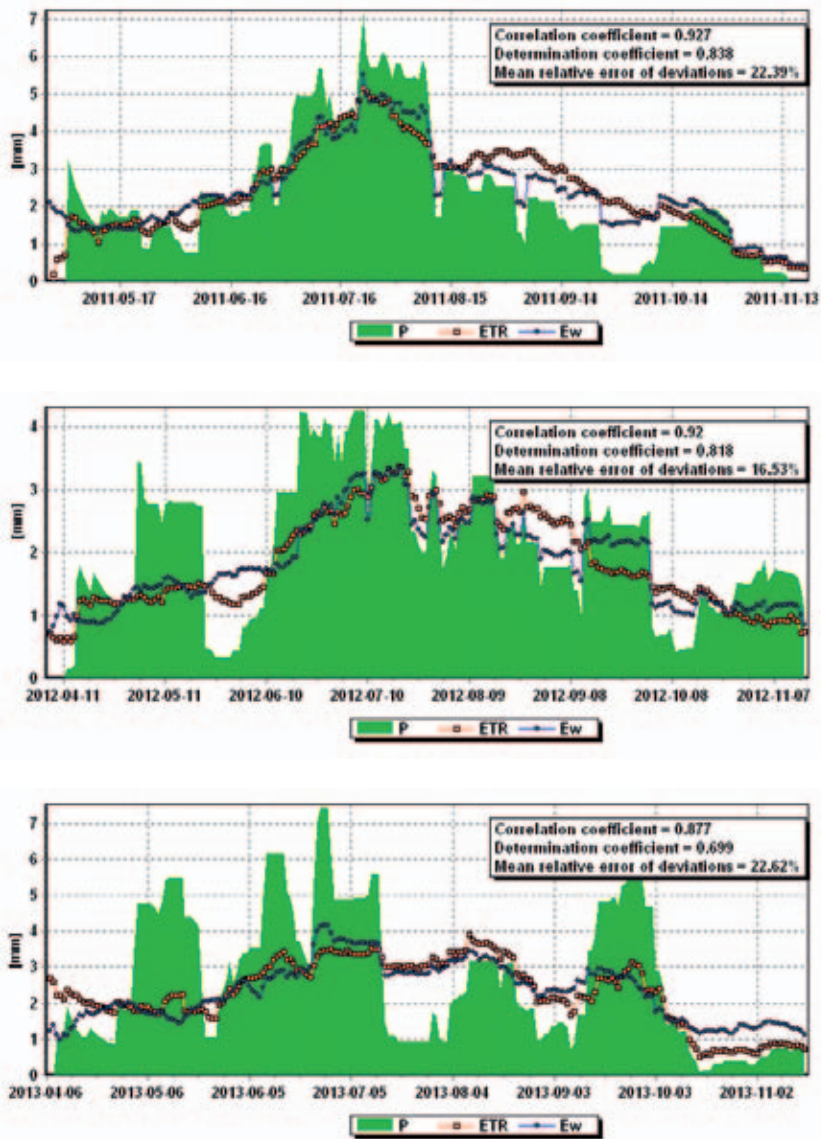 7
6
5
4
3
2
1
0
[mm]
Correlation coefficient = 0.927
Determination coefficient = 0.838
Mean relative error of deviations = 22.39%
2011-05-17 2011-06-16 2011-07-16 2011-08-15 2011-09-14 2011-10-14 2011-11-13
P ETR Ew
4
3
2
1
0
[mm]
Correlation coefficient = 0.92
Determination coefficient = 0.818
Mean relative error of deviations = 16.53%
2012-04-11 2012-05-11 2012-06-10 2012-07-10 2012-08-09 2012-09-08 2012-10-08 2012-11-07
P ETR Ew
7
6
5
4
3
2
1
0
[mm]
Correlation coefficient = 0.877
Determination coefficient = 0.699
Mean relative error of deviations = 22.62%
2013-04-06 2013-05-06 2013-06-05 2013-07-05 2013-08-04 2013-09-03 2013-10-03 2013-11-02
P ETR Ew